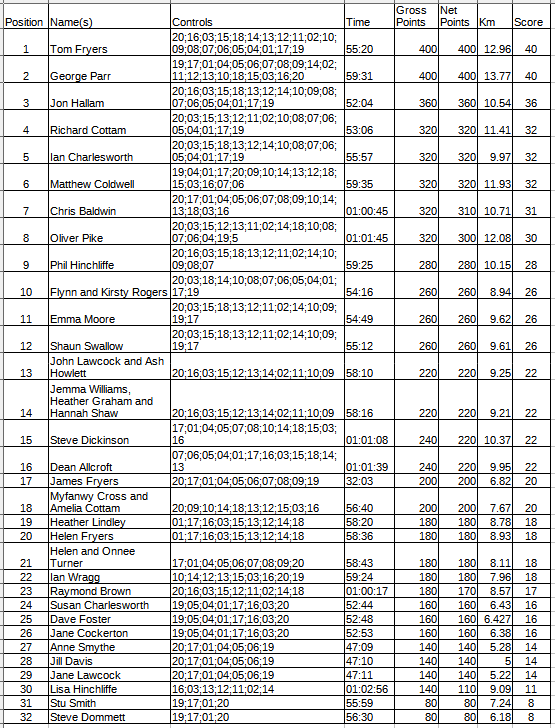 Position Name(s) Controls Time Gross Points Net Points Km Score
1 Tom Fryers 20;16;03;15;18;14;13;12;11;02;10; 09;08;07;06;05;04;01;17;19 55:20 400 400 12.96 40
2 George Parr 19;17;01;04;05;06;07;08;09;14;02; 11;12;13;10;18;15;03;16;20 59:31 400 400 13.77 40
3 Jon Hallam 20;16;03;15;18;13;12;14;10;09;08; 07;06;05;04;01;17;19 52:04 360 360 10.54 36
4 Richard Cottam 20;03;15;13;12;11;02;10;08;07;06; 05;04;01;17;19 53:06 320 320 11.41 32
5 Ian Charlesworth 20;03;15;18;13;12;14;10;08;07;06; 05;04;01;17;19 55:57 320 320 9.97 32
6 Matthew Coldwell 19;04;01;17;20;09;10;14;13;12;18; 15;03;16;07;06 59:35 320 320 11.93 32
7 Chris Baldwin 20;17;01;04;05;06;07;08;09;10;14; 13;18;03;16 01:00:45 320 310 10.71 31
8 Oliver Pike 20;03;15;12;13;11;02;14;18;10;08; 07;06;04;19;5 01:01:45 320 300 12.08 30
9 Phil Hinchliffe 20;16;03;15;18;13;12;11;02;14;10; 09;08;07 59:25 280 280 10.15 28
10 Flynn and Kirsty Rogers 20;03;18;14;10;08;07;06;05;04;01; 17;19 54:16 260 260 8.94 26
11 Emma Moore 20;03;15;18;13;12;11;02;14;10;09; 19;17 54:49 260 260 9.62 26
12 Shaun Swallow 20;03;15;18;13;12;11;02;14;10;09; 19;17 55:12 260 260 9.61 26
13 John Lawcock and Ash Howlett 20;16;03;15;12;13;14;02;11;10;09 58:10 220 220 9.25 22
14 Jemma Williams, Heather Graham and Hannah Shaw 20;16;03;15;12;13;14;02;11;10;09 58:16 220 220 9.21 22
15 Steve Dickinson 17;01;04;05;07;08;10;14;18;15;03; 16 01:01:08 240 220 10.37 22
16 Dean Allcroft 07;06;05;04;01;17;16;03;15;18;14; 13 01:01:39 240 220 9.95 22
17 James Fryers 20;17;01;04;05;06;07;08;09;19 32:03 200 200 6.82 20
18 Myfanwy Cross and Amelia Cottam 20;09;10;14;18;13;12;15;03;16 56:40 200 200 7.67 20
19 Heather Lindley 01;17;16;03;15;13;12;14;18 58:20 180 180 8.78 18
20 Helen Fryers 01;17;16;03;15;13;12;14;18 58:36 180 180 8.93 18
21 Helen and Onnee Turner 17;01;04;05;06;07;08;09;20 58:43 180 180 8.11 18
22 Ian Wragg 10;14;12;13;15;03;16;20;19 59:24 180 180 7.96 18
23 Raymond Brown 20;16;03;15;12;11;02;14;18 01:00:17 180 170 8.57 17
24 Susan Charlesworth 19;05;04;01;17;16;03;20 52:44 160 160 6.43 16
25 Dave Foster 19;05;04;01;17;16;03;20 52:48 160 160 6.427 16
26 Jane Cockerton 19;05;04;01;17;16;03;20 52:53 160 160 6.38 16
27 Anne Smythe 20;17;01;04;05;06;19 47:09 140 140 5.28 14
28 Jill Davis 20;17;01;04;05;06;19 47:10 140 140 5 14
29 Jane Lawcock 20;17;01;04;05;06;19 47:11 140 140 5.22 14
30 Lisa Hinchliffe 16;03;13;12;11;02;14 01:02:56 140 110 9.09 11
31 Stu Smith 19;17;01;20 55:59 80 80 7.24 8
32 Steve Dommett 19;17;01;20 56:30 80 80 6.18 8